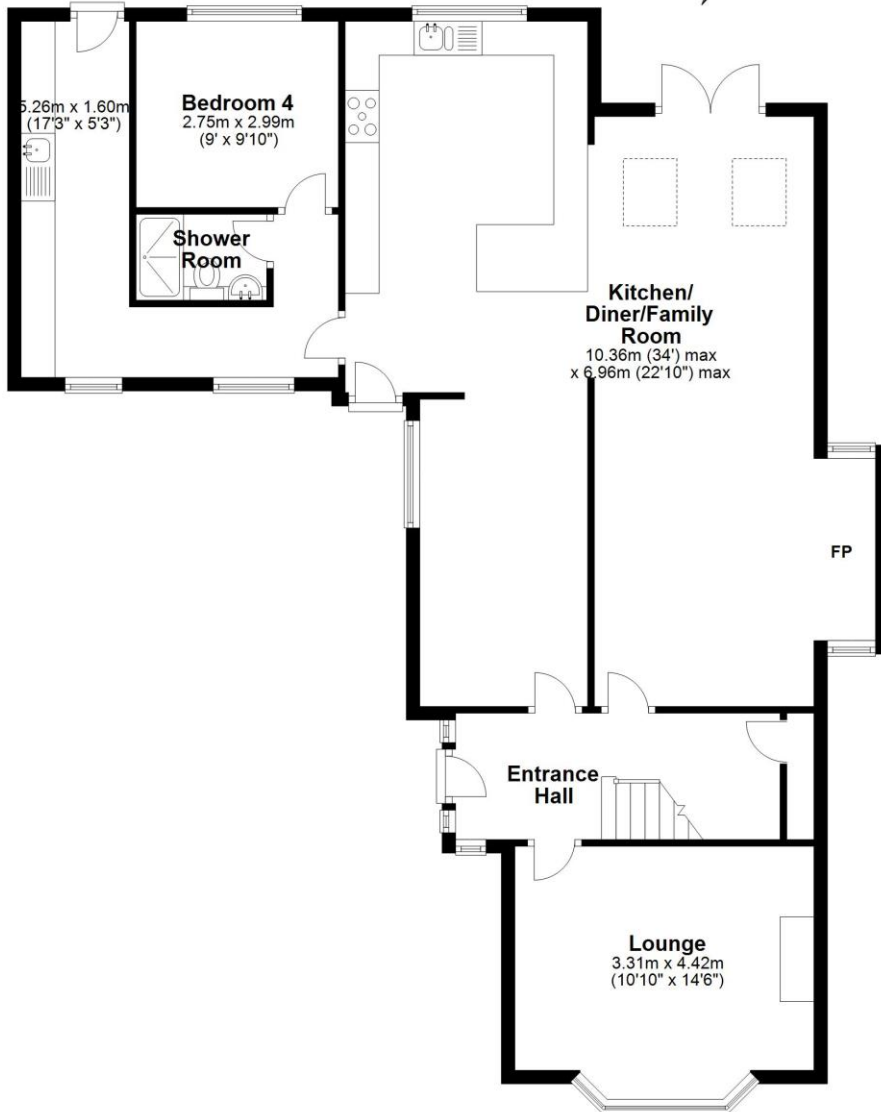 5.26m x 1.60m
(17'3" x 5'3")
Bedroom 4
2.75m x 2.99m
(9' x 9'10")
Shower
Room
Kitchen/
Diner/Family
Room
10.36m (34') max
x 6.96m (22'10") max
FP
Entrance
Hall
Lounge
3.31m x 4.42m
(10'10" x 14'6")